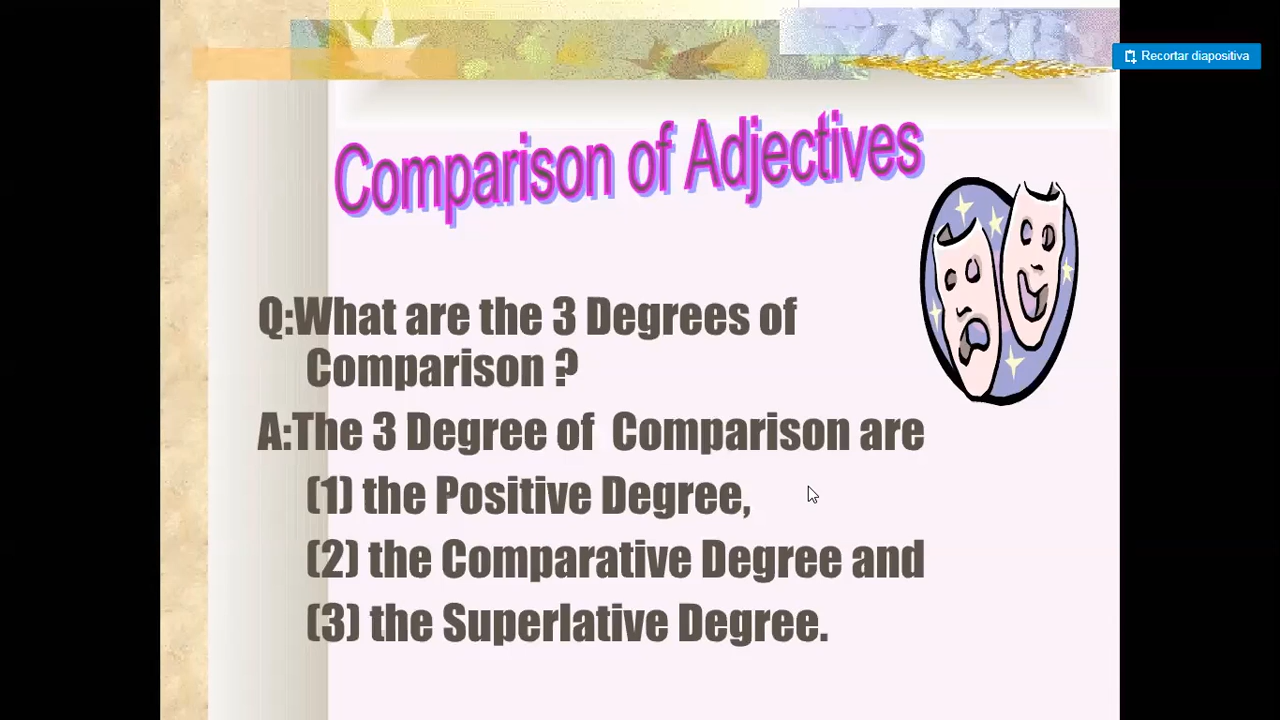 Recortar diapositiva
Comparison of Adjectives
Q:What are the 3 Degrees of
Comparison ?
A:The 3 Degree of Comparison are
(1) the Positive Degree,
(2) the Comparative Degree and
(3) the Superlative Degree.